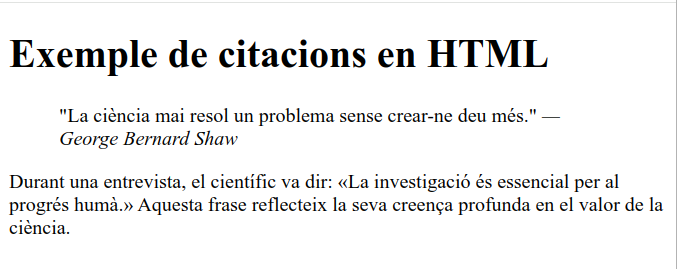 Exemple de citacions en HTML
"La ciència mai resol un problema sense crear-ne deu més." —
George Bernard Shaw
Durant una entrevista, el científic va dir: «La investigació és essencial per al
progrés humà.» Aquesta frase reflecteix la seva creença profunda en el valor de la
ciència.